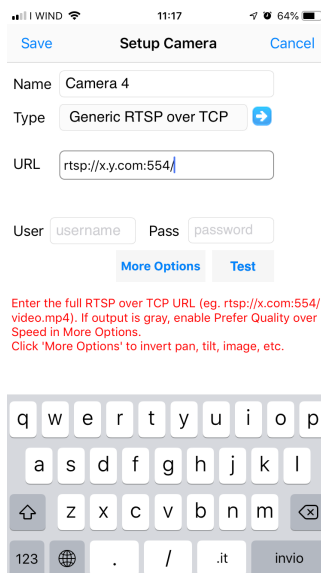 I WIND 11:17 64%
Save Setup Camera Cancel
Name Camera 4
Type Generic RTSP over TCP
URL rtsp://x.y.com:554/
User username Pass password
More Options Test
Enter the full RTSP over TCP URL (eg. rtsp://x.com:554/
video.mp4). If output is gray, enable Prefer Quality over
Speed in More Options.
Click 'More Options' to invert pan, tilt, image, etc.
q w e r t y u i o p
a s d f g h j k l
z x c v b n m
123 . / .it invio